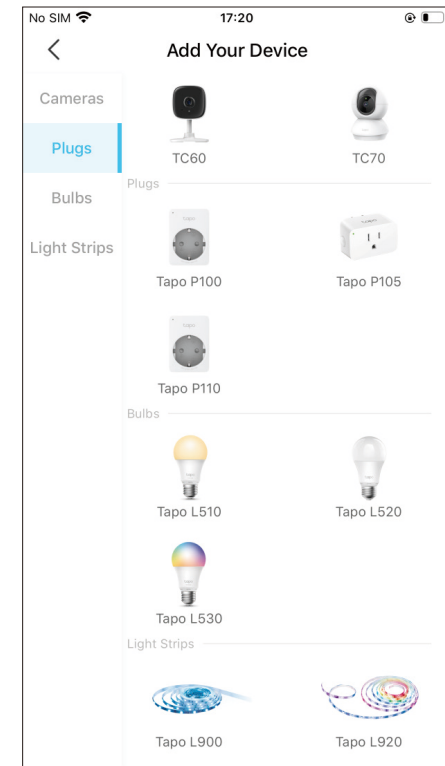 No SIM 17:20
Add Your Device
Cameras
Plugs
Bulbs
Light Strips
TC60 TC70
Plugs
Tapo P100 Tapo P105
Tapo P110
Bulbs
Tapo L510 Tapo L520
Tapo L530
Light Strips
Tapo L900 Tapo L920